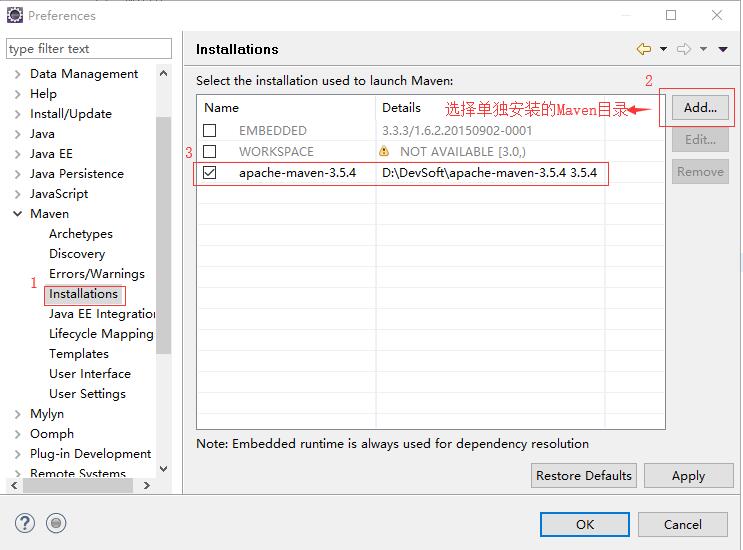 Preferences
type filter text
Data Management
Help
Install/Update
Java
Java EE
Java Persistence
JavaScript
Maven
Archetypes
Discovery
Errors/Warnings
1
Installations
Java EE Integration
Lifecycle Mapping
Templates
User Interface
User Settings
Mylyn
Oomph
Plug-in Development
Remote Systems
Installations
Select the installation used to launch Maven:
2
Name Details 选择单独安装的Maven目录 Add...
EMBEDDED 3.3.3/1.6.2.20150902-0001
Edit...
3 WORKSPACE NOT AVAILABLE [3.0,)
apache-maven-3.5.4 D:\DevSoft\apache-maven-3.5.4 3.5.4
Remove
Note: Embedded runtime is always used for dependency resolution
Restore Defaults Apply
? OK Cancel